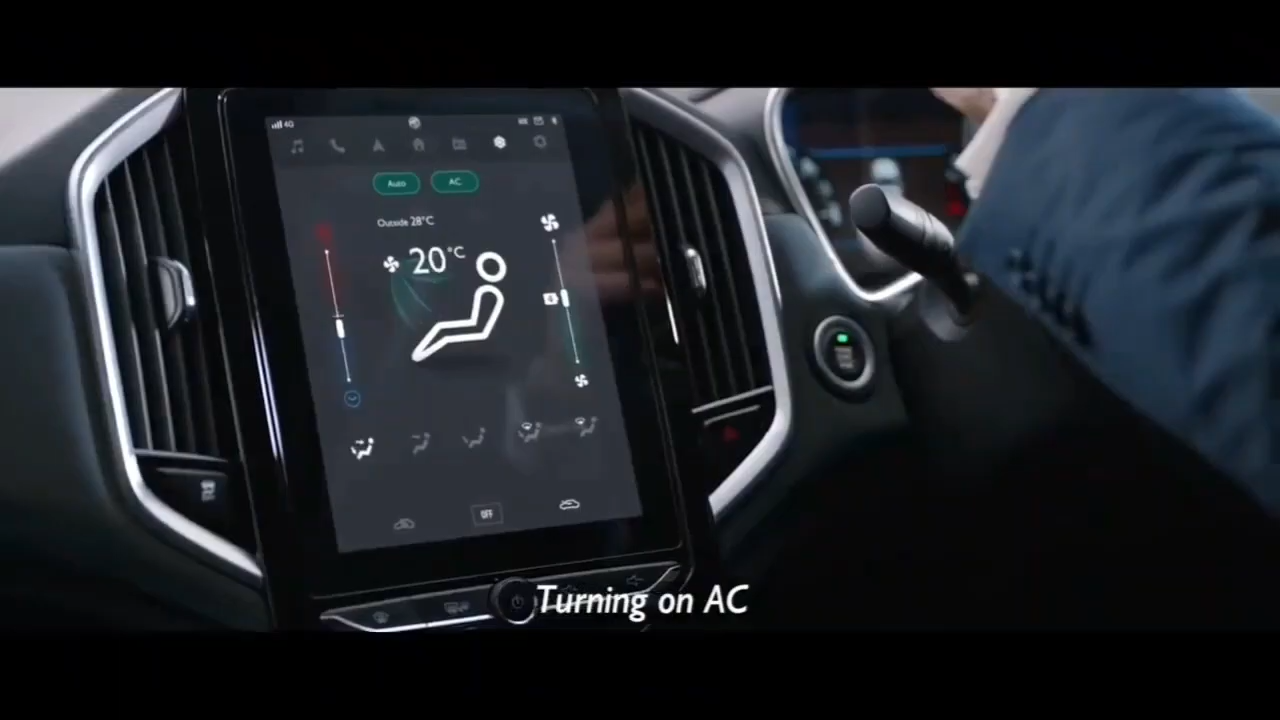 4G
Auto AC
Outside 28°C
20°C
OFF
Turning on AC